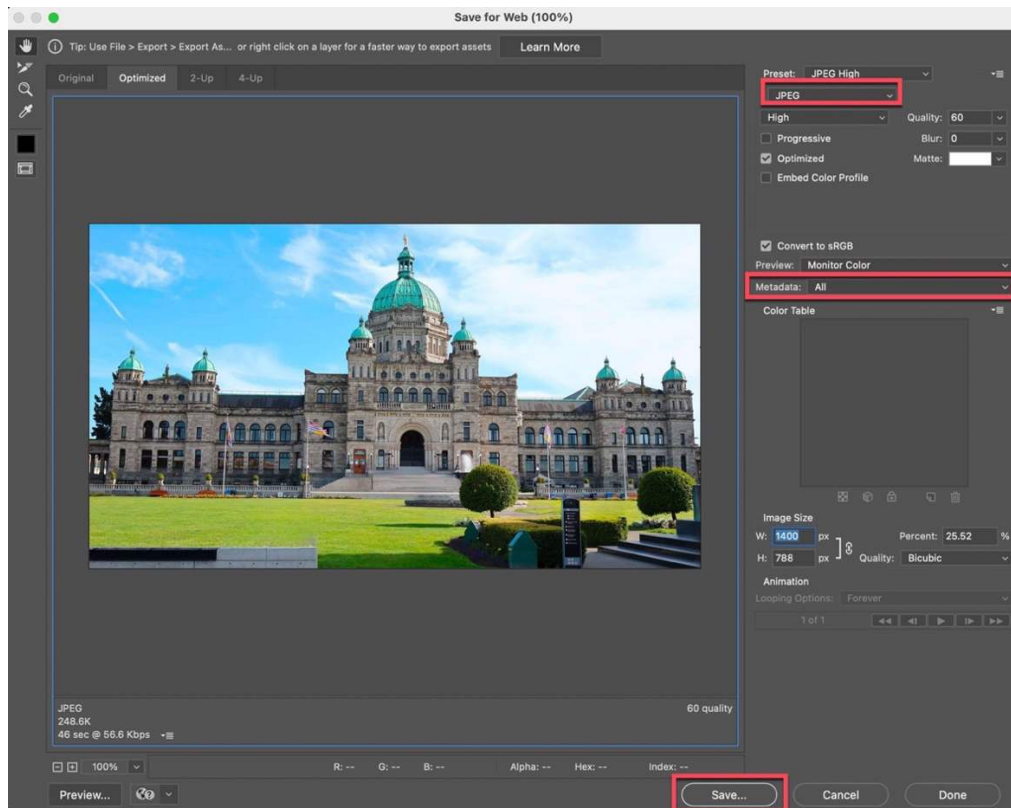 Save for Web (100%)
Tip: Use File > Export > Export As... or right click on a layer for a faster way to export assets Learn More
Original Optimized 2-Up 4-Up
Preset: JPEG High
JPEG
High Quality: 60
Progressive Blur: 0
Optimized Matte:
Embed Color Profile
Convert to sRGB
Preview: Monitor Color
Metadata: All
Color Table
Image Size
W: 1400 px Percent: 25.52 %
H: 788 px Quality: Bicubic
Animation
Looping Options: Forever
1 of 1
JPEG 60 quality
248.6K
46 sec @ 56.6 Kbps
100% R: -- G: -- B: -- Alpha: -- Hex: -- Index: --
Preview... Save... Cancel Done